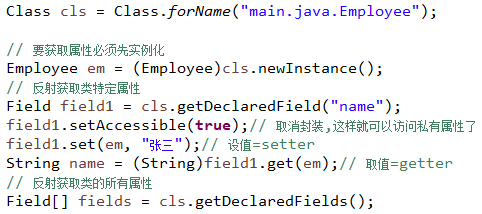 Class cls = Class.forName("main.java.Employee");
// 要获取属性必须先实例化
Employee em = (Employee)cls.newInstance();
// 反射获取类特定属性
Field field1 = cls.getDeclaredField("name");
field1.setAccessible(true);// 取消封装,这样就可以访问私有属性了
field1.set(em, "张三");// 设值=setter
String name = (String)field1.get(em);// 取值=getter
// 反射获取类的所有属性
Field[] fields = cls.getDeclaredFields();